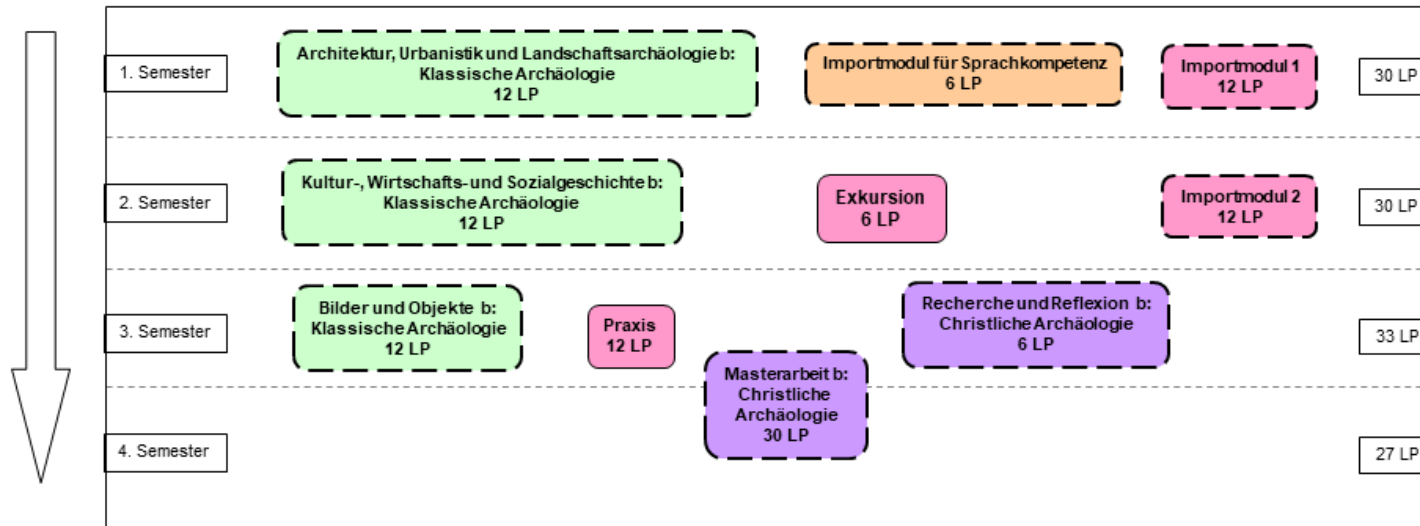 1. Semester
Architektur, Urbanistik und Landschaftsarchäologie b:
Klassische Archäologie
12 LP
Importmodul für Sprachkompetenz
6 LP
Importmodul 1
12 LP
30 LP
2. Semester
Kultur-, Wirtschafts- und Sozialgeschichte b:
Klassische Archäologie
12 LP
Exkursion
6 LP
Importmodul 2
12 LP
30 LP
3. Semester
Bilder und Objekte b:
Klassische Archäologie
12 LP
Praxis
12 LP
Recherche und Reflexion b:
Christliche Archäologie
6 LP
33 LP
Masterarbeit b:
Christliche
Archäologie
30 LP
4. Semester
27 LP